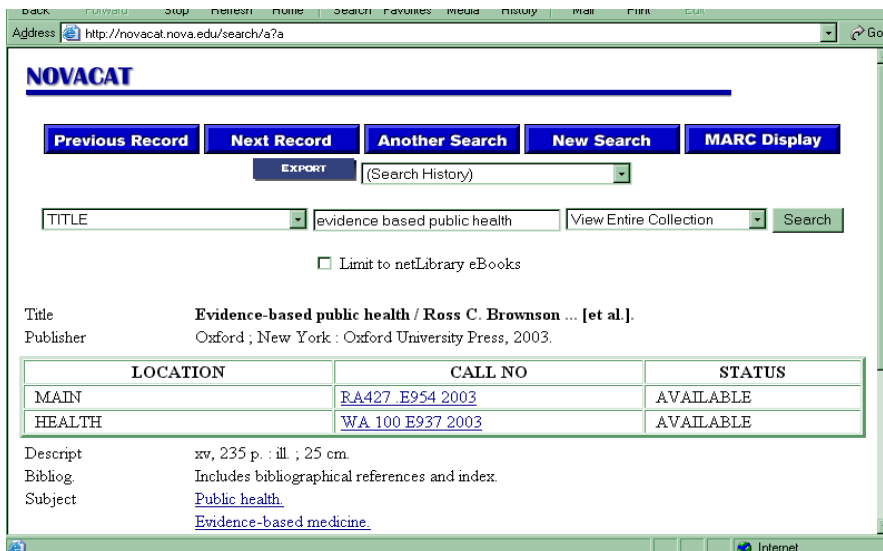 Back Forward Stop Refresh Home Search Favorites Media History Mail Print Edit
Address http://novacat.nova.edu/search/a?a Go
NOVACAT
Previous Record Next Record Another Search New Search MARC Display
EXPORT (Search History)
TITLE evidence based public health View Entire Collection Search
Limit to netLibrary eBooks
Title Evidence-based public health / Ross C. Brownson ... [et al.].
Publisher Oxford ; New York : Oxford University Press, 2003.
LOCATION CALL NO STATUS
MAIN RA427 .E954 2003 AVAILABLE
HEALTH WA 100 E937 2003 AVAILABLE
Descript xv, 235 p. : ill. ; 25 cm.
Bibliog. Includes bibliographical references and index.
Subject Public health.
Evidence-based medicine.
Internet